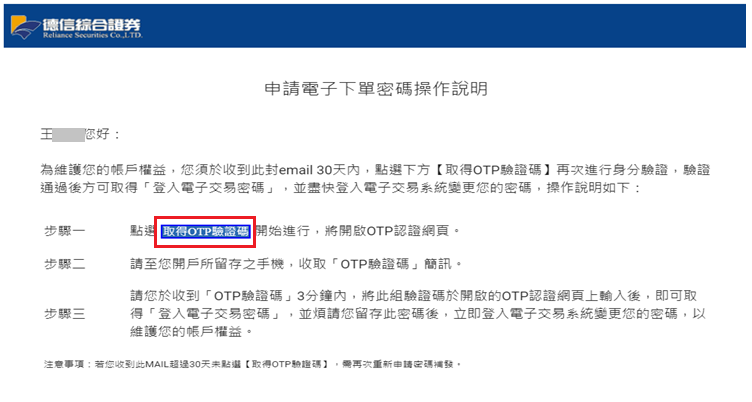 德信綜合證券
Reliance Securities Co.,LTD.
申請電子下單密碼操作說明
王 您好：
為維護您的帳戶權益，您須於收到此封email 30天內，點選下方【取得OTP驗證碼】再次進行身分驗證，驗證
通過後方可取得「登入電子交易密碼」，並盡快登入電子交易系統變更您的密碼，操作說明如下：
步驟一 點選 取得OTP驗證碼 開始進行，將開啟OTP認證網頁。
步驟二 請至您開戶所留存之手機，收取「OTP驗證碼」簡訊。
請您於收到「OTP驗證碼」3分鐘內，將此組驗證碼於開啟的OTP認證網頁上輸入後，即可取
步驟三 得「登入電子交易密碼」，並煩請您留存此密碼後，立即登入電子交易系統變更您的密碼，以
維護您的帳戶權益。
注意事項：若您收到此MAIL超過30天未點選【取得OTP驗證碼】，需再次重新申請密碼補發。